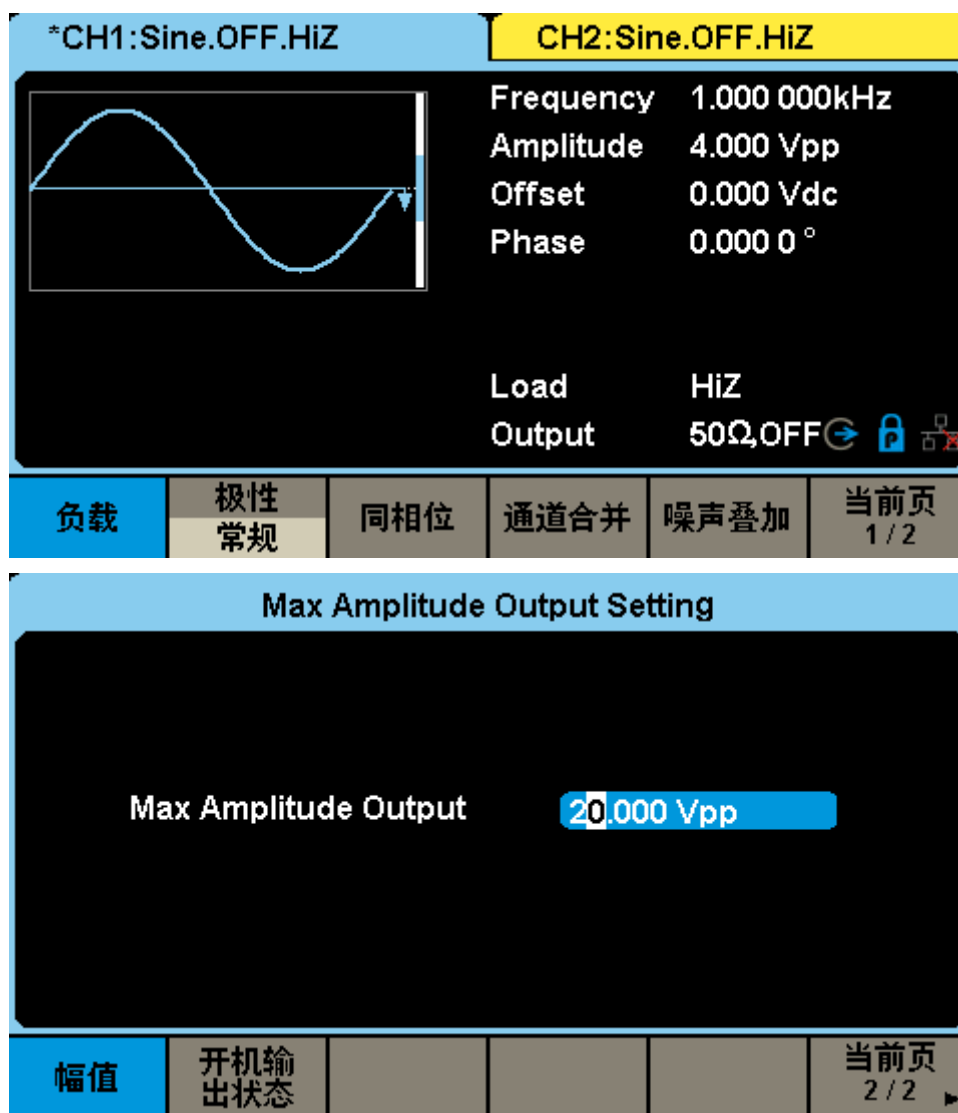 *CH1:Sine.OFF.HiZ CH2:Sine.OFF.HiZ
Frequency 1.000 000kHz
Amplitude 4.000 Vpp
Offset 0.000 Vdc
Phase 0.000 0 °
Load HiZ
Output 50Ω,OFF P
负载 极性 常规 同相位 通道合并 噪声叠加 当前页 1 / 2
Max Amplitude Output Setting
Max Amplitude Output 20.000 Vpp
幅值 开机输出状态 当前页 2 / 2